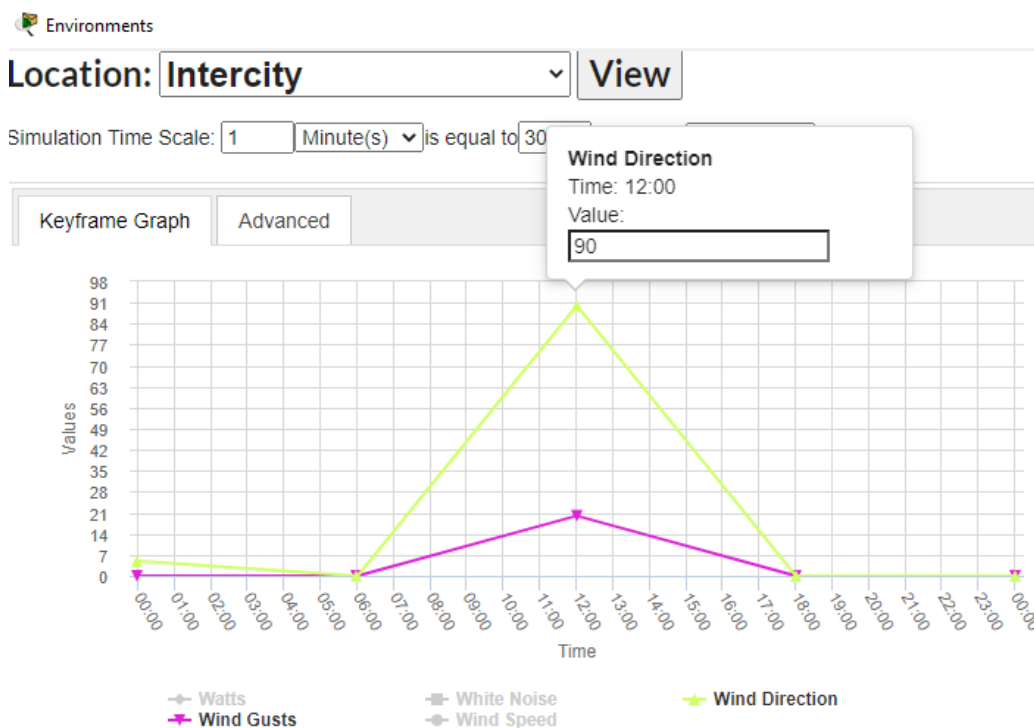 Environments
Location: Intercity View
Simulation Time Scale: 1 Minute(s) is equal to 30
Wind Direction
Time: 12:00
Value:
90
Keyframe Graph Advanced
98
91
84
77
70
63
56
49
42
35
28
21
14
7
0
Values
00:00 01:00 02:00 03:00 04:00 05:00 06:00 07:00 08:00 09:00 10:00 11:00 12:00 13:00 14:00 15:00 16:00 17:00 18:00 19:00 20:00 21:00 22:00 23:00 00:00
Time
Watts White Noise Wind Direction
Wind Gusts Wind Speed